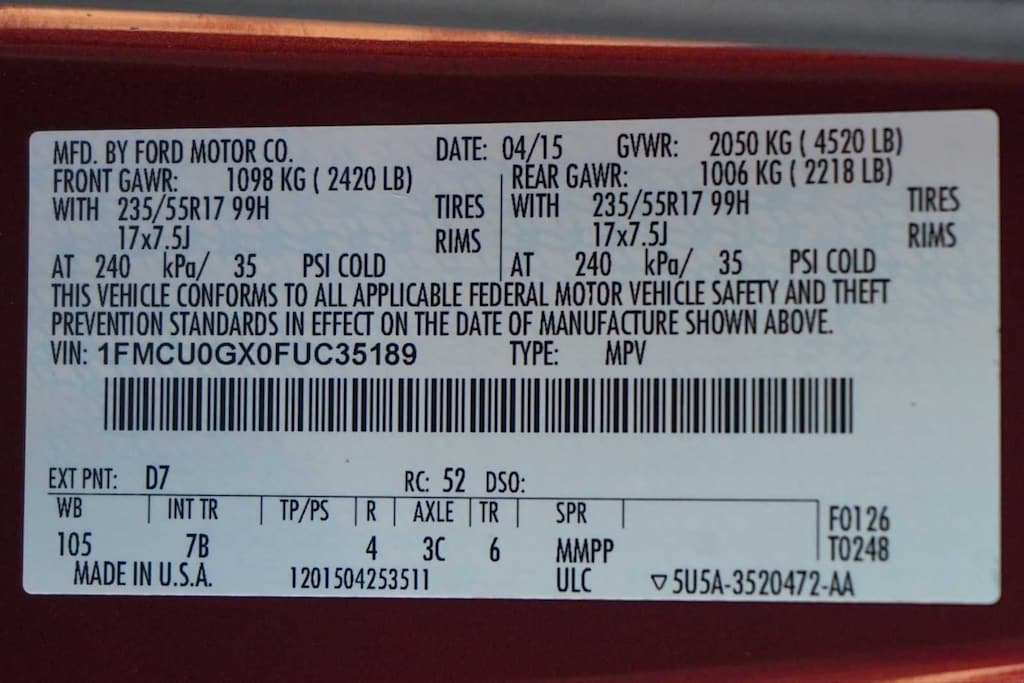 MFD. BY FORD MOTOR CO. DATE: 04/15 GVWR: 2050 KG ( 4520 LB)
FRONT GAWR: 1098 KG ( 2420 LB) REAR GAWR: 1006 KG ( 2218 LB)
WITH 235/55R17 99H TIRES WITH 235/55R17 99H TIRES
17x7.5J RIMS 17x7.5J RIMS
AT 240 kPa/ 35 PSI COLD AT 240 kPa/ 35 PSI COLD
THIS VEHICLE CONFORMS TO ALL APPLICABLE FEDERAL MOTOR VEHICLE SAFETY AND THEFT
PREVENTION STANDARDS IN EFFECT ON THE DATE OF MANUFACTURE SHOWN ABOVE.
VIN: 1FMCU0GX0FUC35189 TYPE: MPV
EXT PNT: D7 RC: 52 DSO:
WB INT TR TP/PS R AXLE TR SPR F0126
105 7B 4 3C 6 MMPP T0248
MADE IN U.S.A. 1201504253511 ULC ▽5U5A-3520472-AA